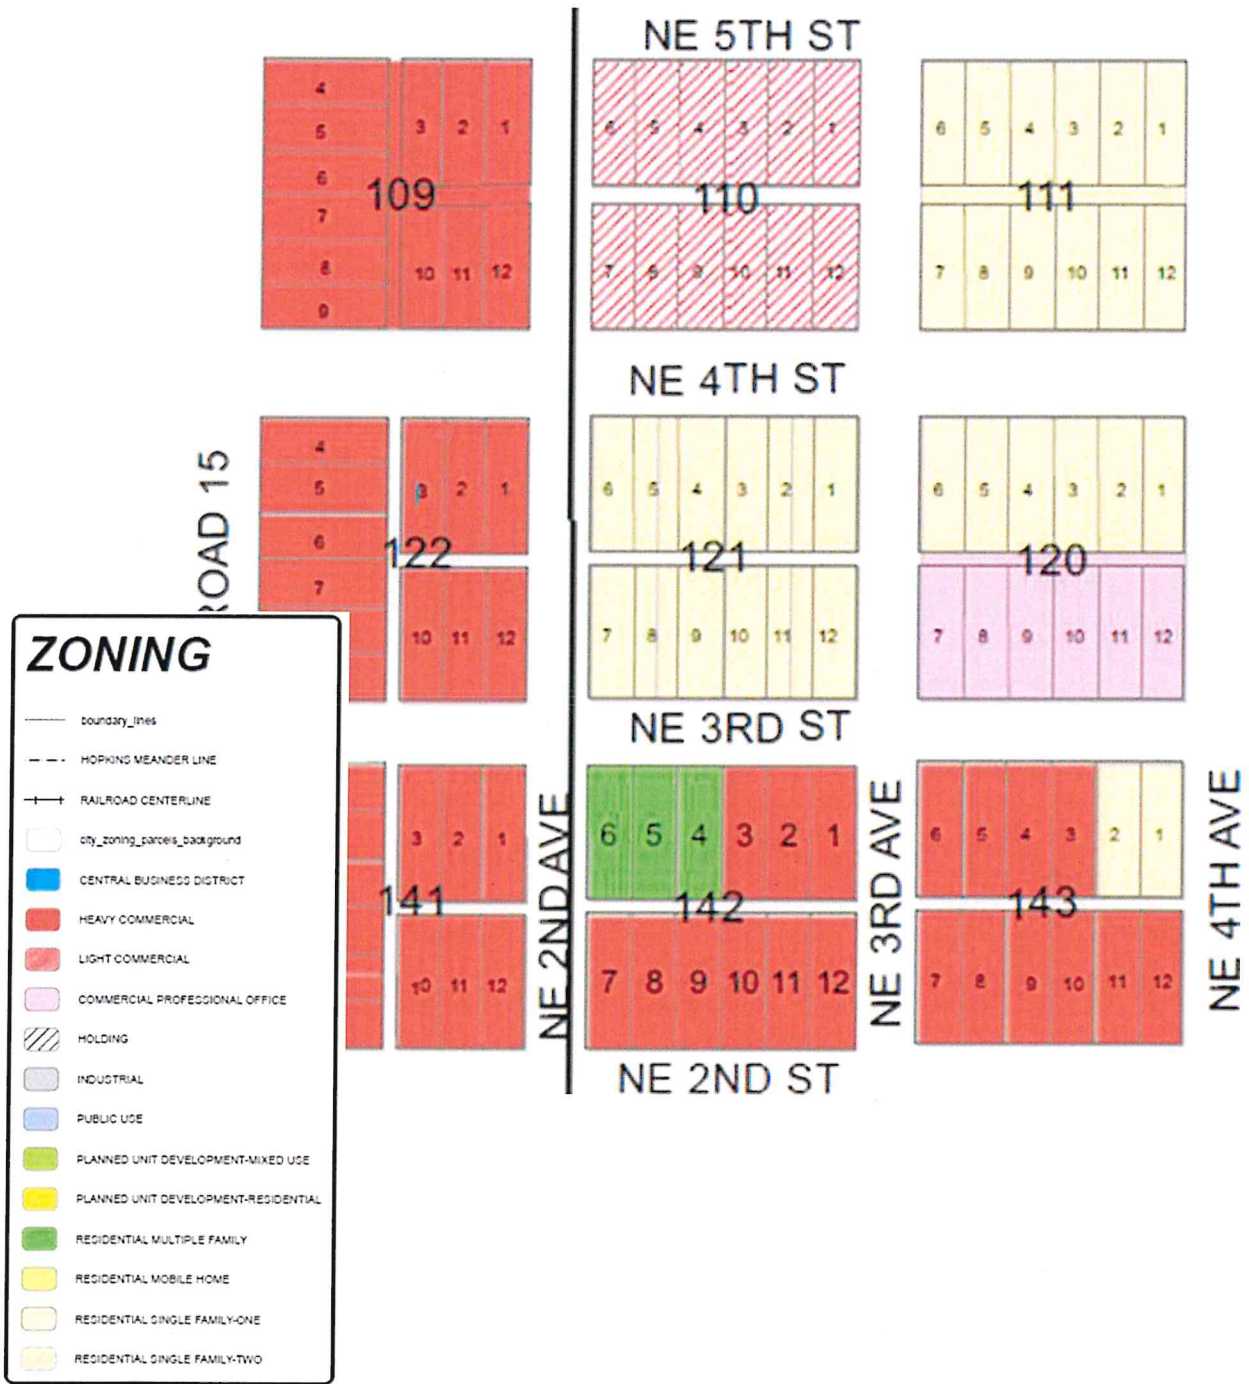 NE 5TH ST
4
5
6
7
8
9
3 2 1
109
10 11 12
6 5 4 3 2 1
110
7 8 9 10 11 12
6 5 4 3 2 1
111
7 8 9 10 11 12
NE 4TH ST
ROAD 15
4
5
6
7
3 2 1
122
10 11 12
6 5 4 3 2 1
121
7 8 9 10 11 12
6 5 4 3 2 1
120
7 8 9 10 11 12
NE 3RD ST
3 2 1
141
10 11 12
NE 2ND AVE
6 5 4 3 2 1
142
7 8 9 10 11 12
NE 3RD AVE
6 5 4 3 2 1
143
7 8 9 10 11 12
NE 4TH AVE
NE 2ND ST
ZONING
boundary_lines
HOPKINS MEANDER LINE
RAILROAD CENTERLINE
city_zoning_parcels_background
CENTRAL BUSINESS DISTRICT
HEAVY COMMERCIAL
LIGHT COMMERCIAL
COMMERCIAL PROFESSIONAL OFFICE
HOLDING
INDUSTRIAL
PUBLIC USE
PLANNED UNIT DEVELOPMENT-MIXED USE
PLANNED UNIT DEVELOPMENT-RESIDENTIAL
RESIDENTIAL MULTIPLE FAMILY
RESIDENTIAL MOBILE HOME
RESIDENTIAL SINGLE FAMILY-ONE
RESIDENTIAL SINGLE FAMILY-TWO